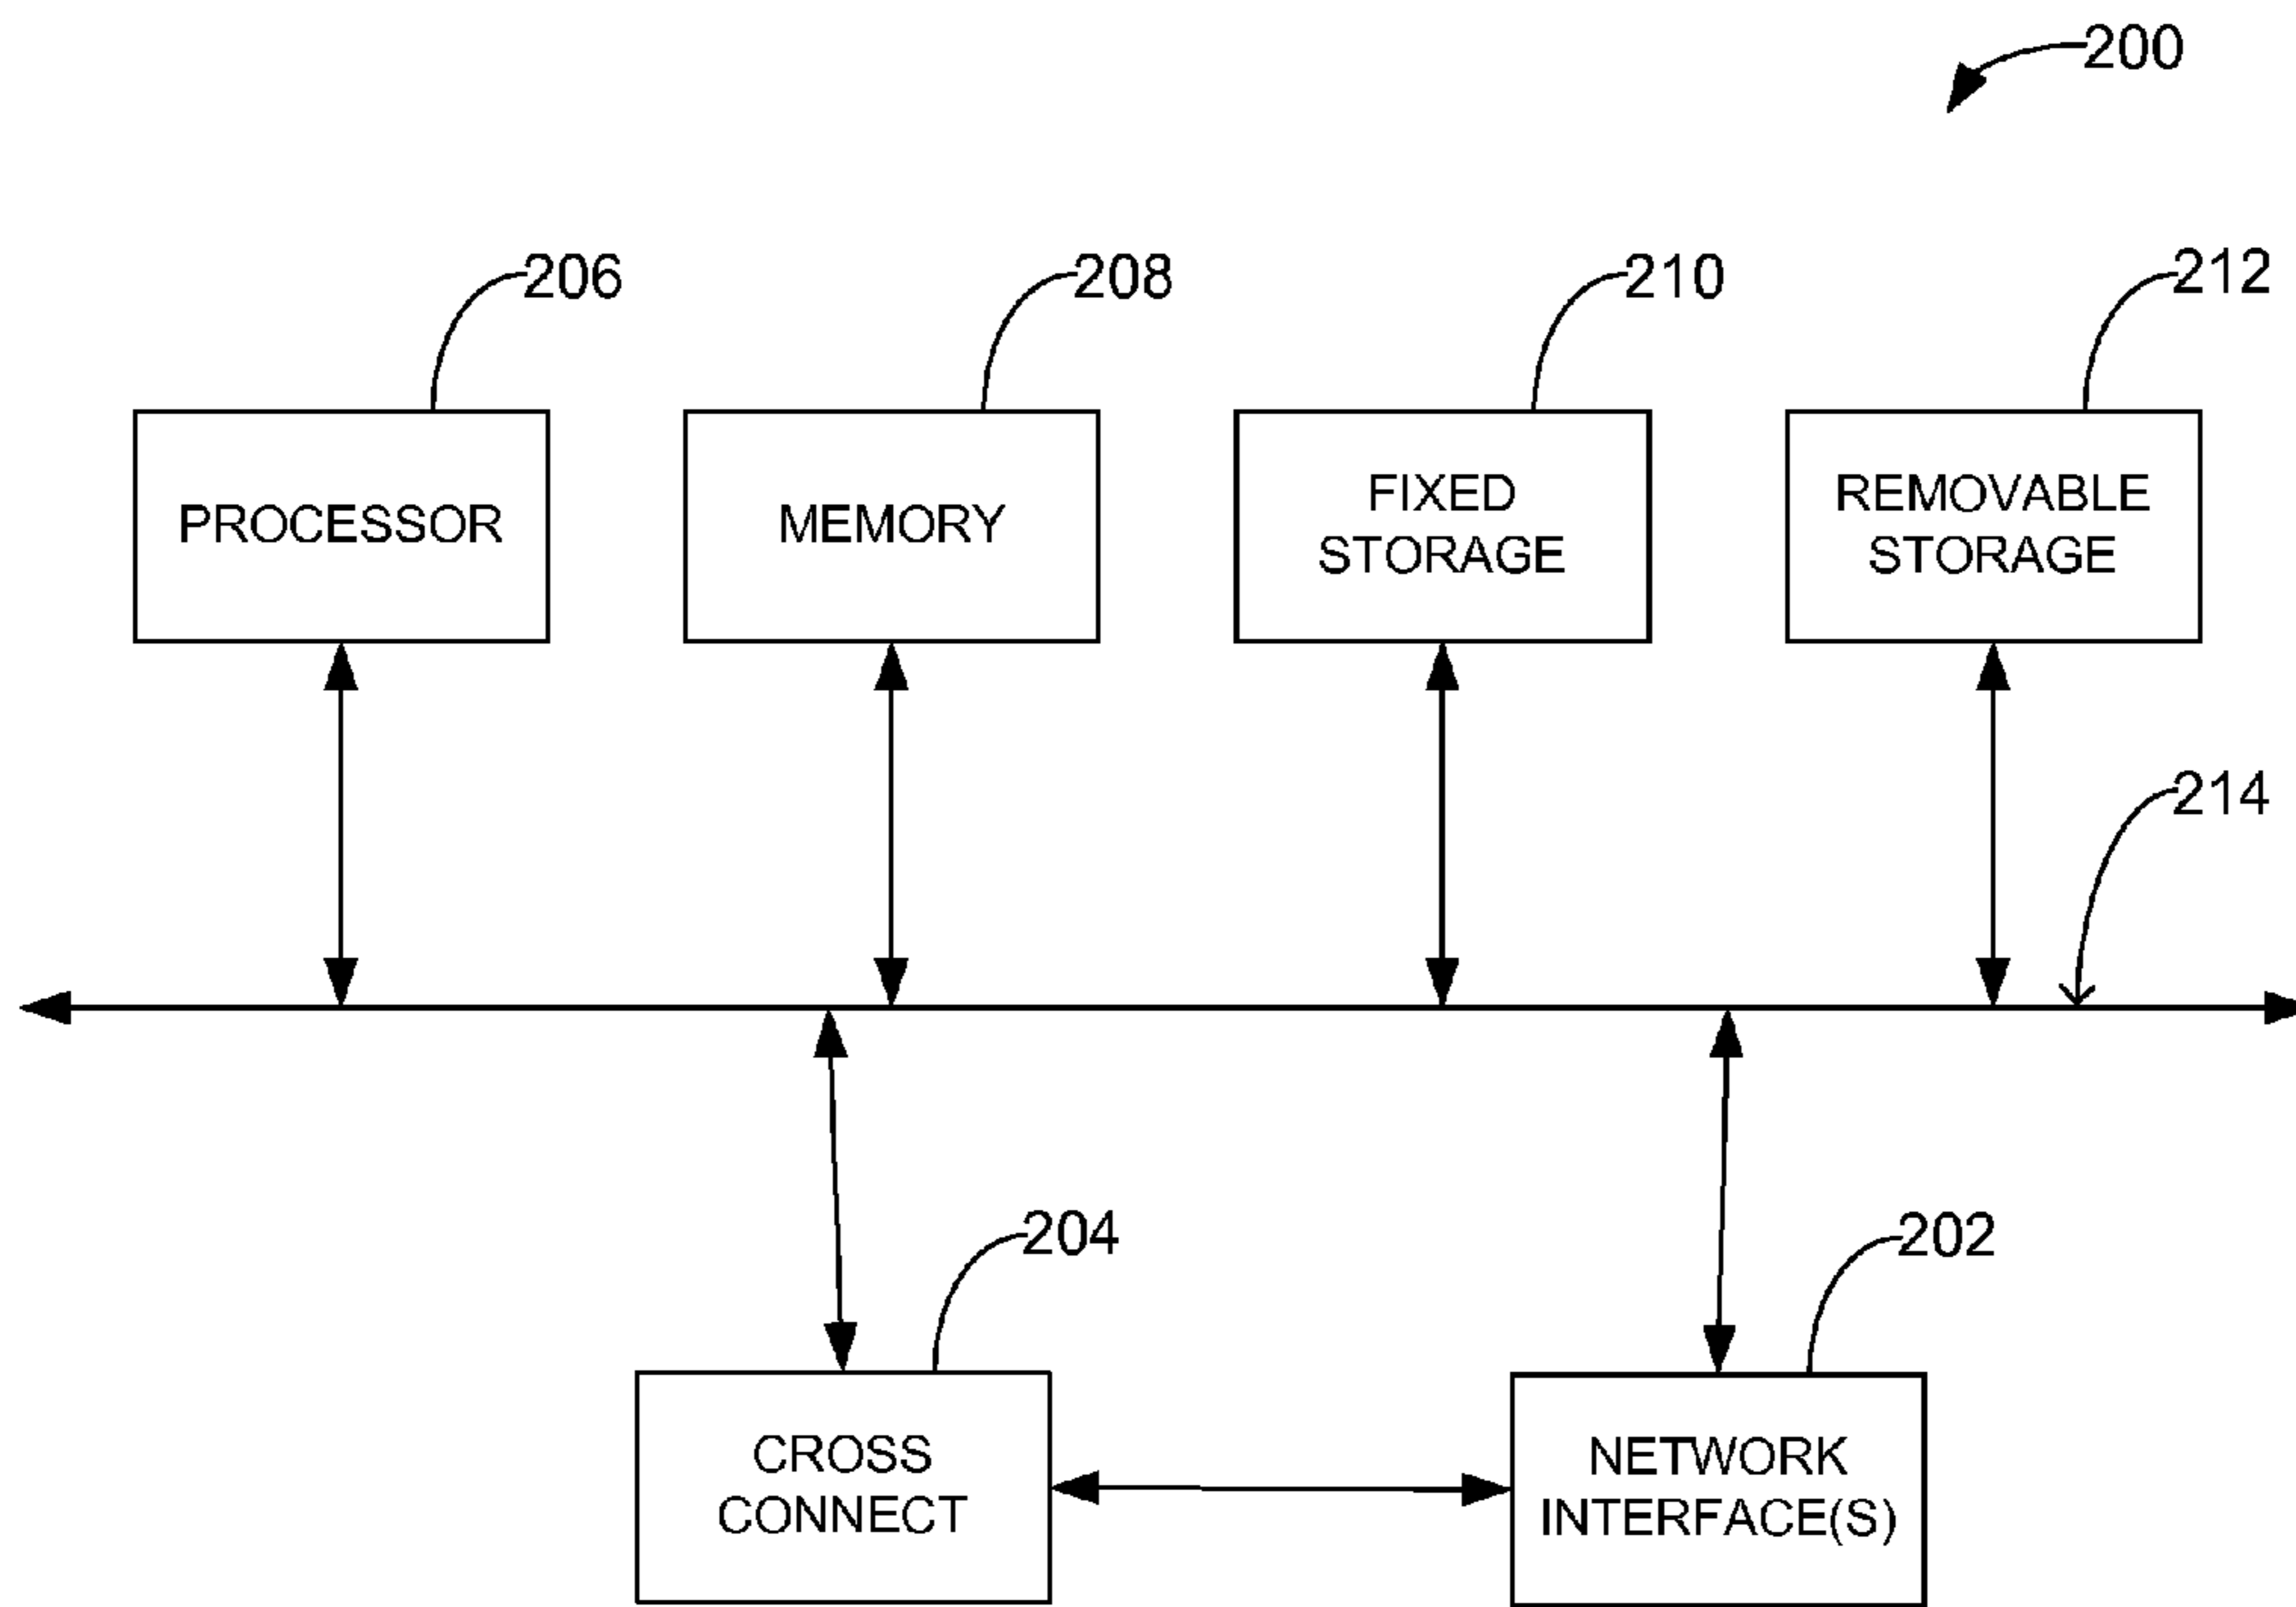 200
206
208
210
212
PROCESSOR
MEMORY
FIXED
STORAGE
REMOVABLE
STORAGE
214
204
202
CROSS
CONNECT
NETWORK
INTERFACE(S)